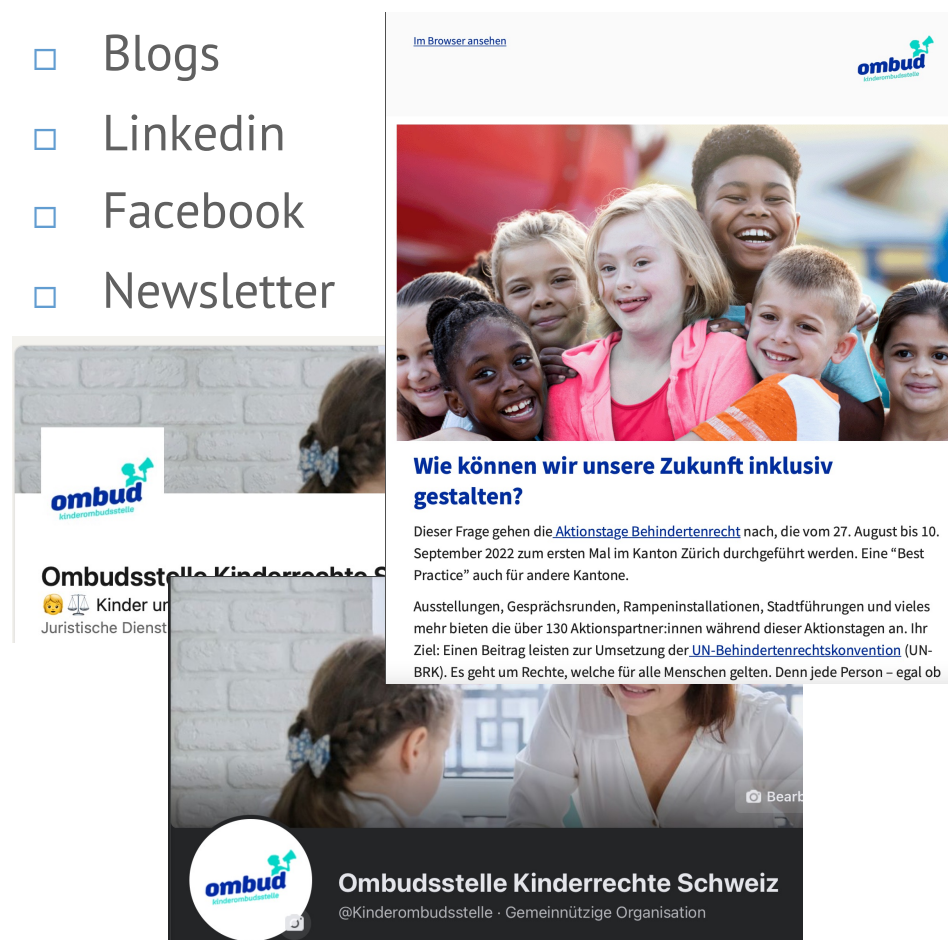 Blogs
Linkedin
Facebook
Newsletter
Im Browser ansehen
ombud
kinderombudsstelle
Wie können wir unsere Zukunft inklusiv
gestalten?
Dieser Frage gehen die Aktionstage Behindertenrecht nach, die vom 27. August bis 10.
September 2022 zum ersten Mal im Kanton Zürich durchgeführt werden. Eine “Best
Practice” auch für andere Kantone.
Ausstellungen, Gesprächsrunden, Rampeninstallationen, Stadtführungen und vieles
mehr bieten die über 130 Aktionspartner:innen während dieser Aktionstagen an. Ihr
Ziel: Einen Beitrag leisten zur Umsetzung der UN-Behindertenrechtskonvention (UN-
BRK). Es geht um Rechte, welche für alle Menschen gelten. Denn jede Person – egal ob
ombud
kinderombudsstelle
Ombudsstelle Kinderrechte S
Kinder ur
Juristische Dienst
Bearb
ombud
kinderombudsstelle
Ombudsstelle Kinderrechte Schweiz
@Kinderombudsstelle · Gemeinnützige Organisation